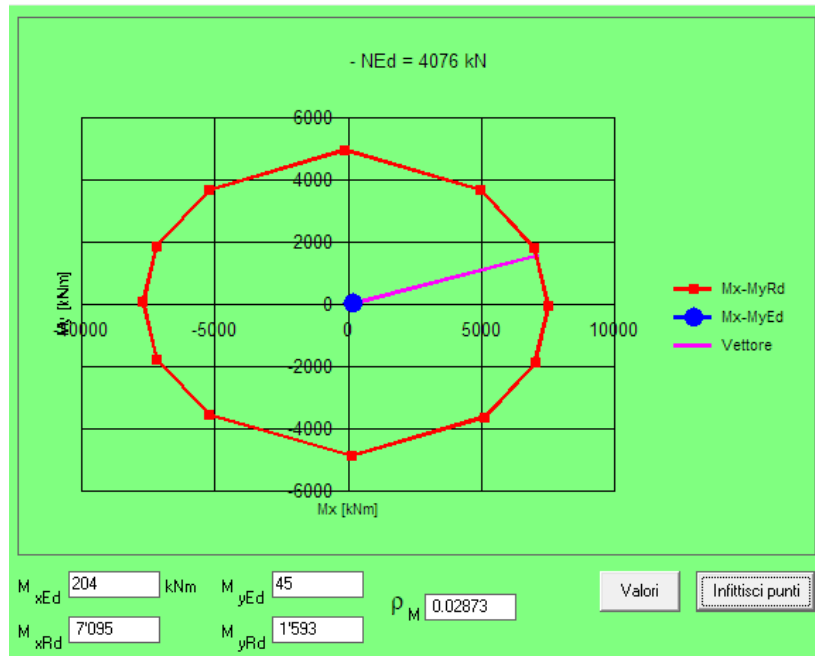 - NEd = 4076 kN
6000
4000
2000
0
-2000
-4000
-6000
-10000 -5000 0 5000 10000
My [kNm]
Mx [kNm]
Mx-MyRd
Mx-MyEd
Vettore
M xEd 204 kNm M yEd 45
M xRd 7'095 M yRd 1'593
ρ M 0.02873
Valori
Infittisci punti